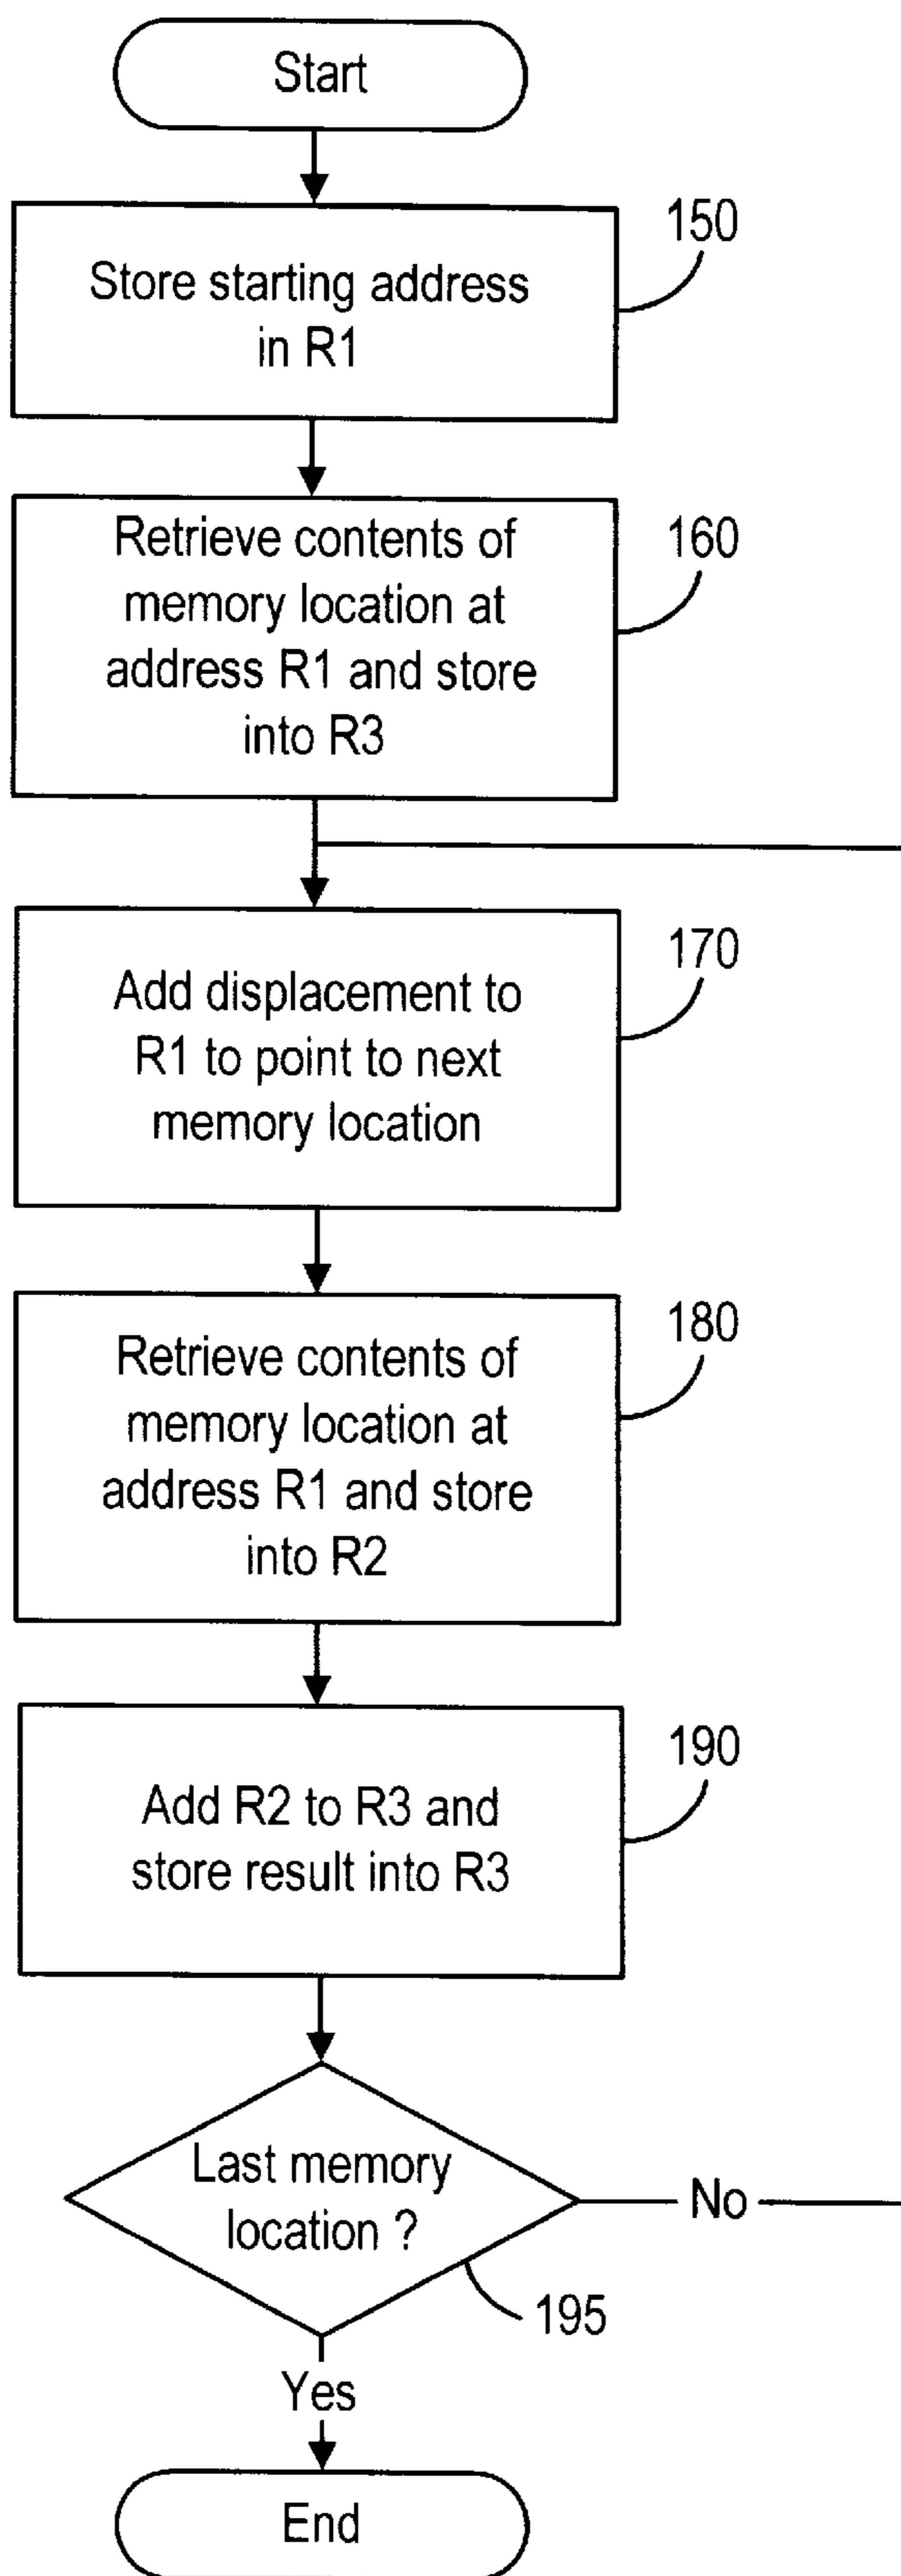 Start
150
Store starting address
in R1
160
Retrieve contents of
memory location at
address R1 and store
into R3
170
Add displacement to
R1 to point to next
memory location
180
Retrieve contents of
memory location at
address R1 and store
into R2
190
Add R2 to R3 and
store result into R3
Last memory
location ?
No
195
Yes
End